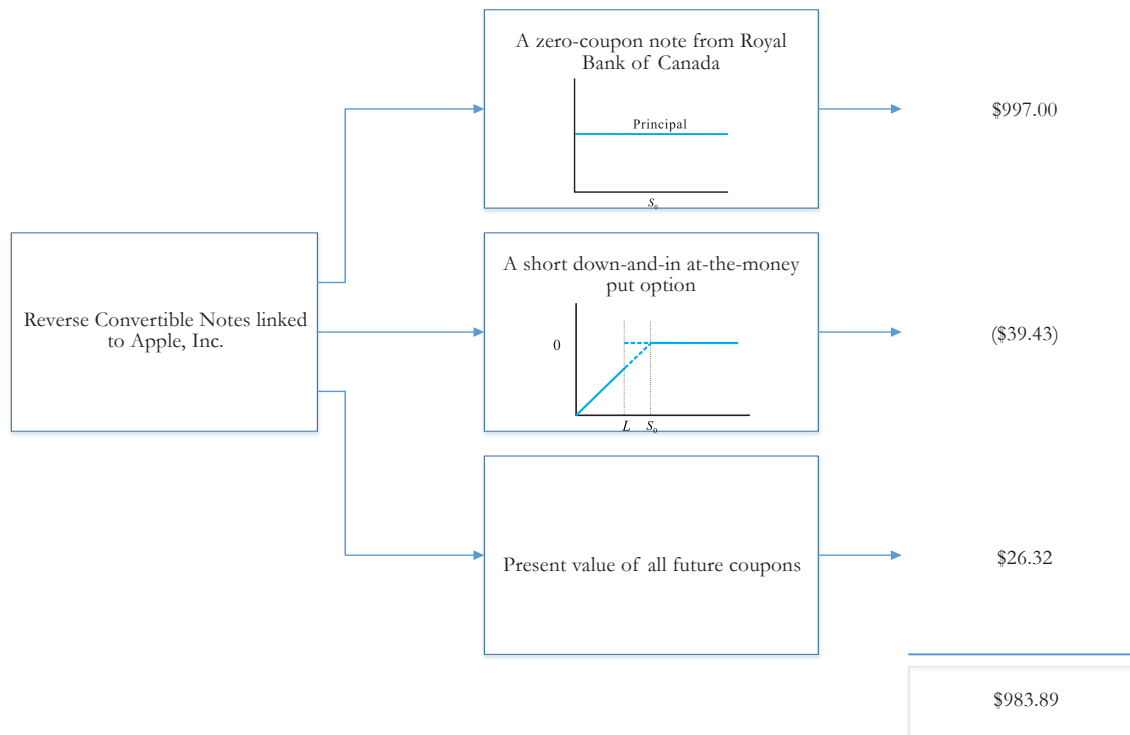 A zero-coupon note from Royal
Bank of Canada
Principal
S₀
$997.00
Reverse Convertible Notes linked
to Apple, Inc.
A short down-and-in at-the-money
put option
0
L S₀
($39.43)
Present value of all future coupons
$26.32
$983.89